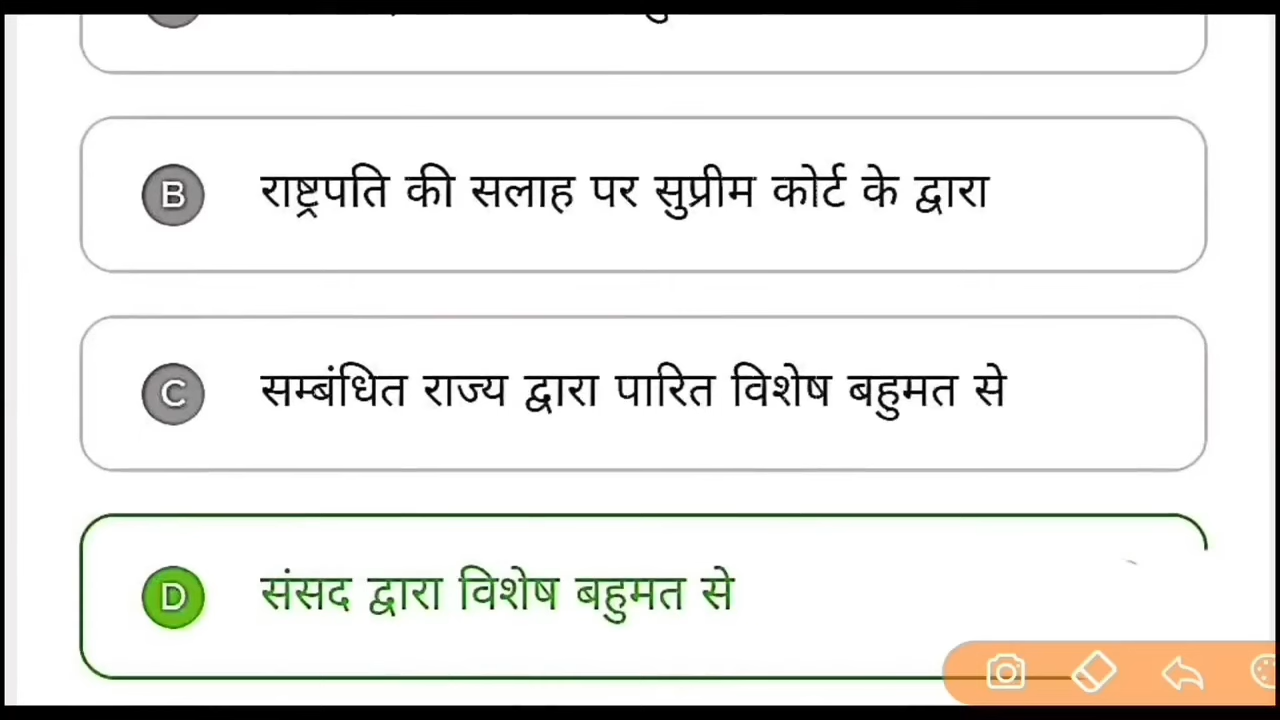 B राष्ट्रपति की सलाह पर सुप्रीम कोर्ट के द्वारा
C सम्बंधित राज्य द्वारा पारित विशेष बहुमत से
D संसद द्वारा विशेष बहुमत से